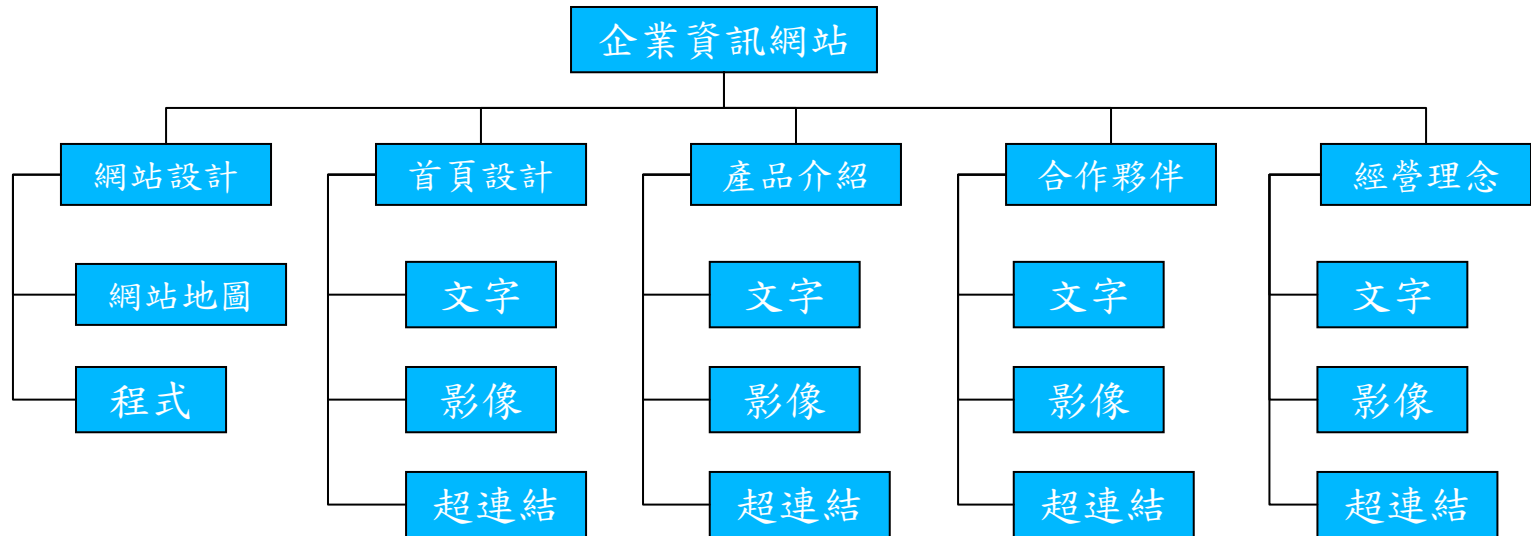 企業資訊網站
網站設計
首頁設計
產品介紹
合作夥伴
經營理念
網站地圖
文字
文字
文字
文字
程式
影像
影像
影像
影像
超連結
超連結
超連結
超連結